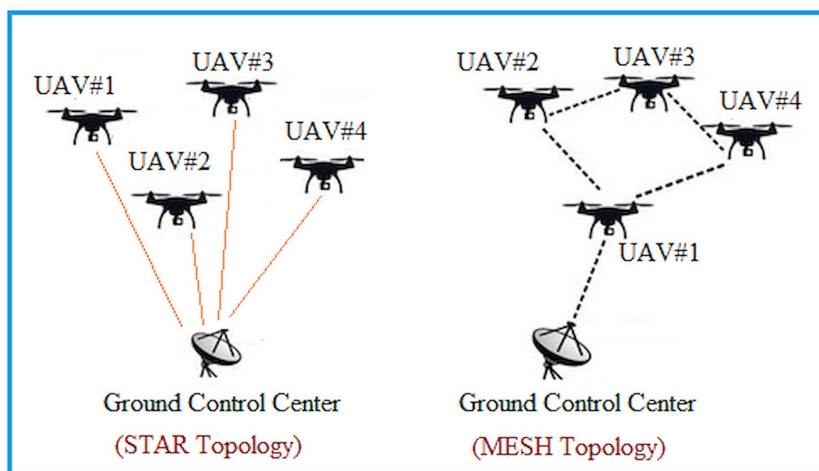 UAV#1
UAV#3
UAV#2
UAV#4
Ground Control Center
(STAR Topology)
UAV#2
UAV#3
UAV#4
UAV#1
Ground Control Center
(MESH Topology)